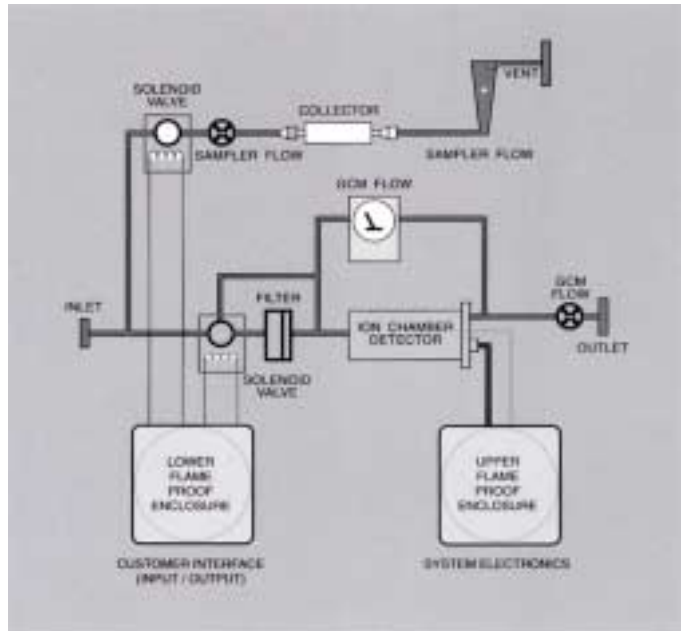 VENT
SOLENOID
VALVE
COLLECTOR
SAMPLER FLOW
SAMPLER FLOW
GCM FLOW
GCM
FLOW
INLET
FILTER
ION CHAMBER
DETECTOR
OUTLET
SOLENOID
VALVE
LOWER
FLAME
PROOF
ENCLOSURE
UPPER
FLAME
PROOF
ENCLOSURE
CUSTOMER INTERFACE
(INPUT / OUTPUT)
SYSTEM ELECTRONICS